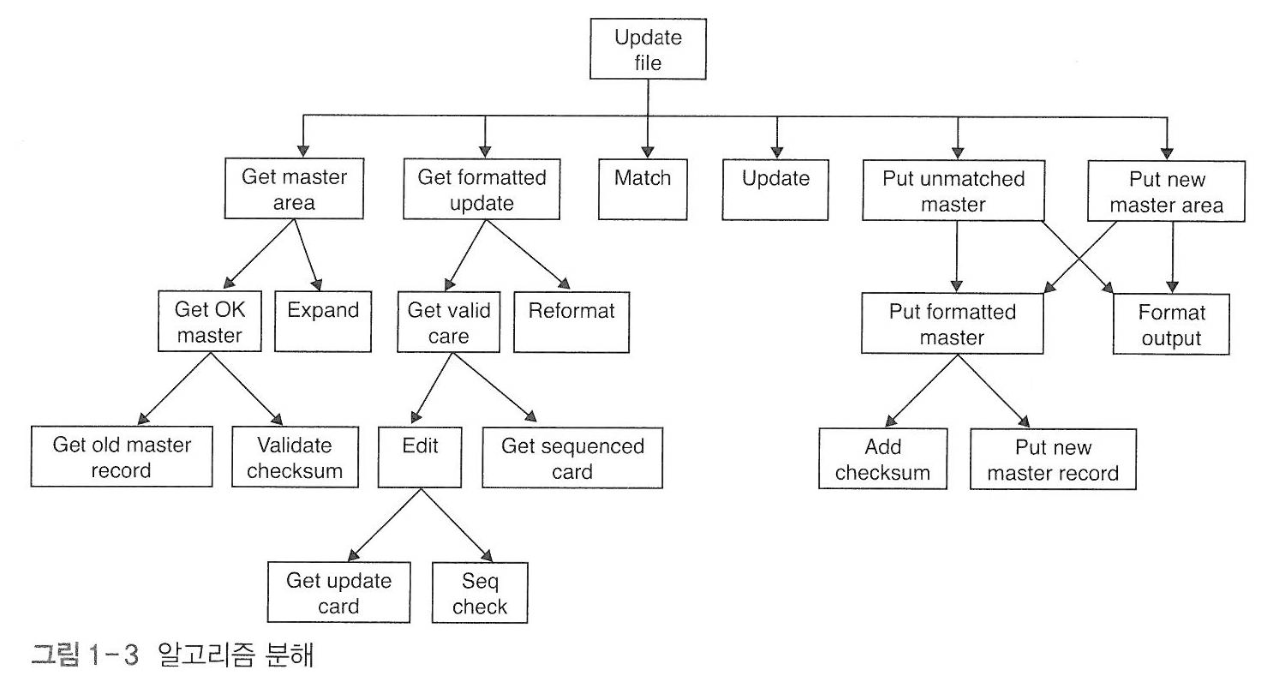 Update
file
Get master
area
Get formatted
update
Match
Update
Put unmatched
master
Put new
master area
Get OK
master
Expand
Get valid
care
Reformat
Put formatted
master
Format
output
Get old master
record
Validate
checksum
Edit
Get sequenced
card
Add
checksum
Put new
master record
Get update
card
Seq
check
그림 1-3 알고리즘 분해